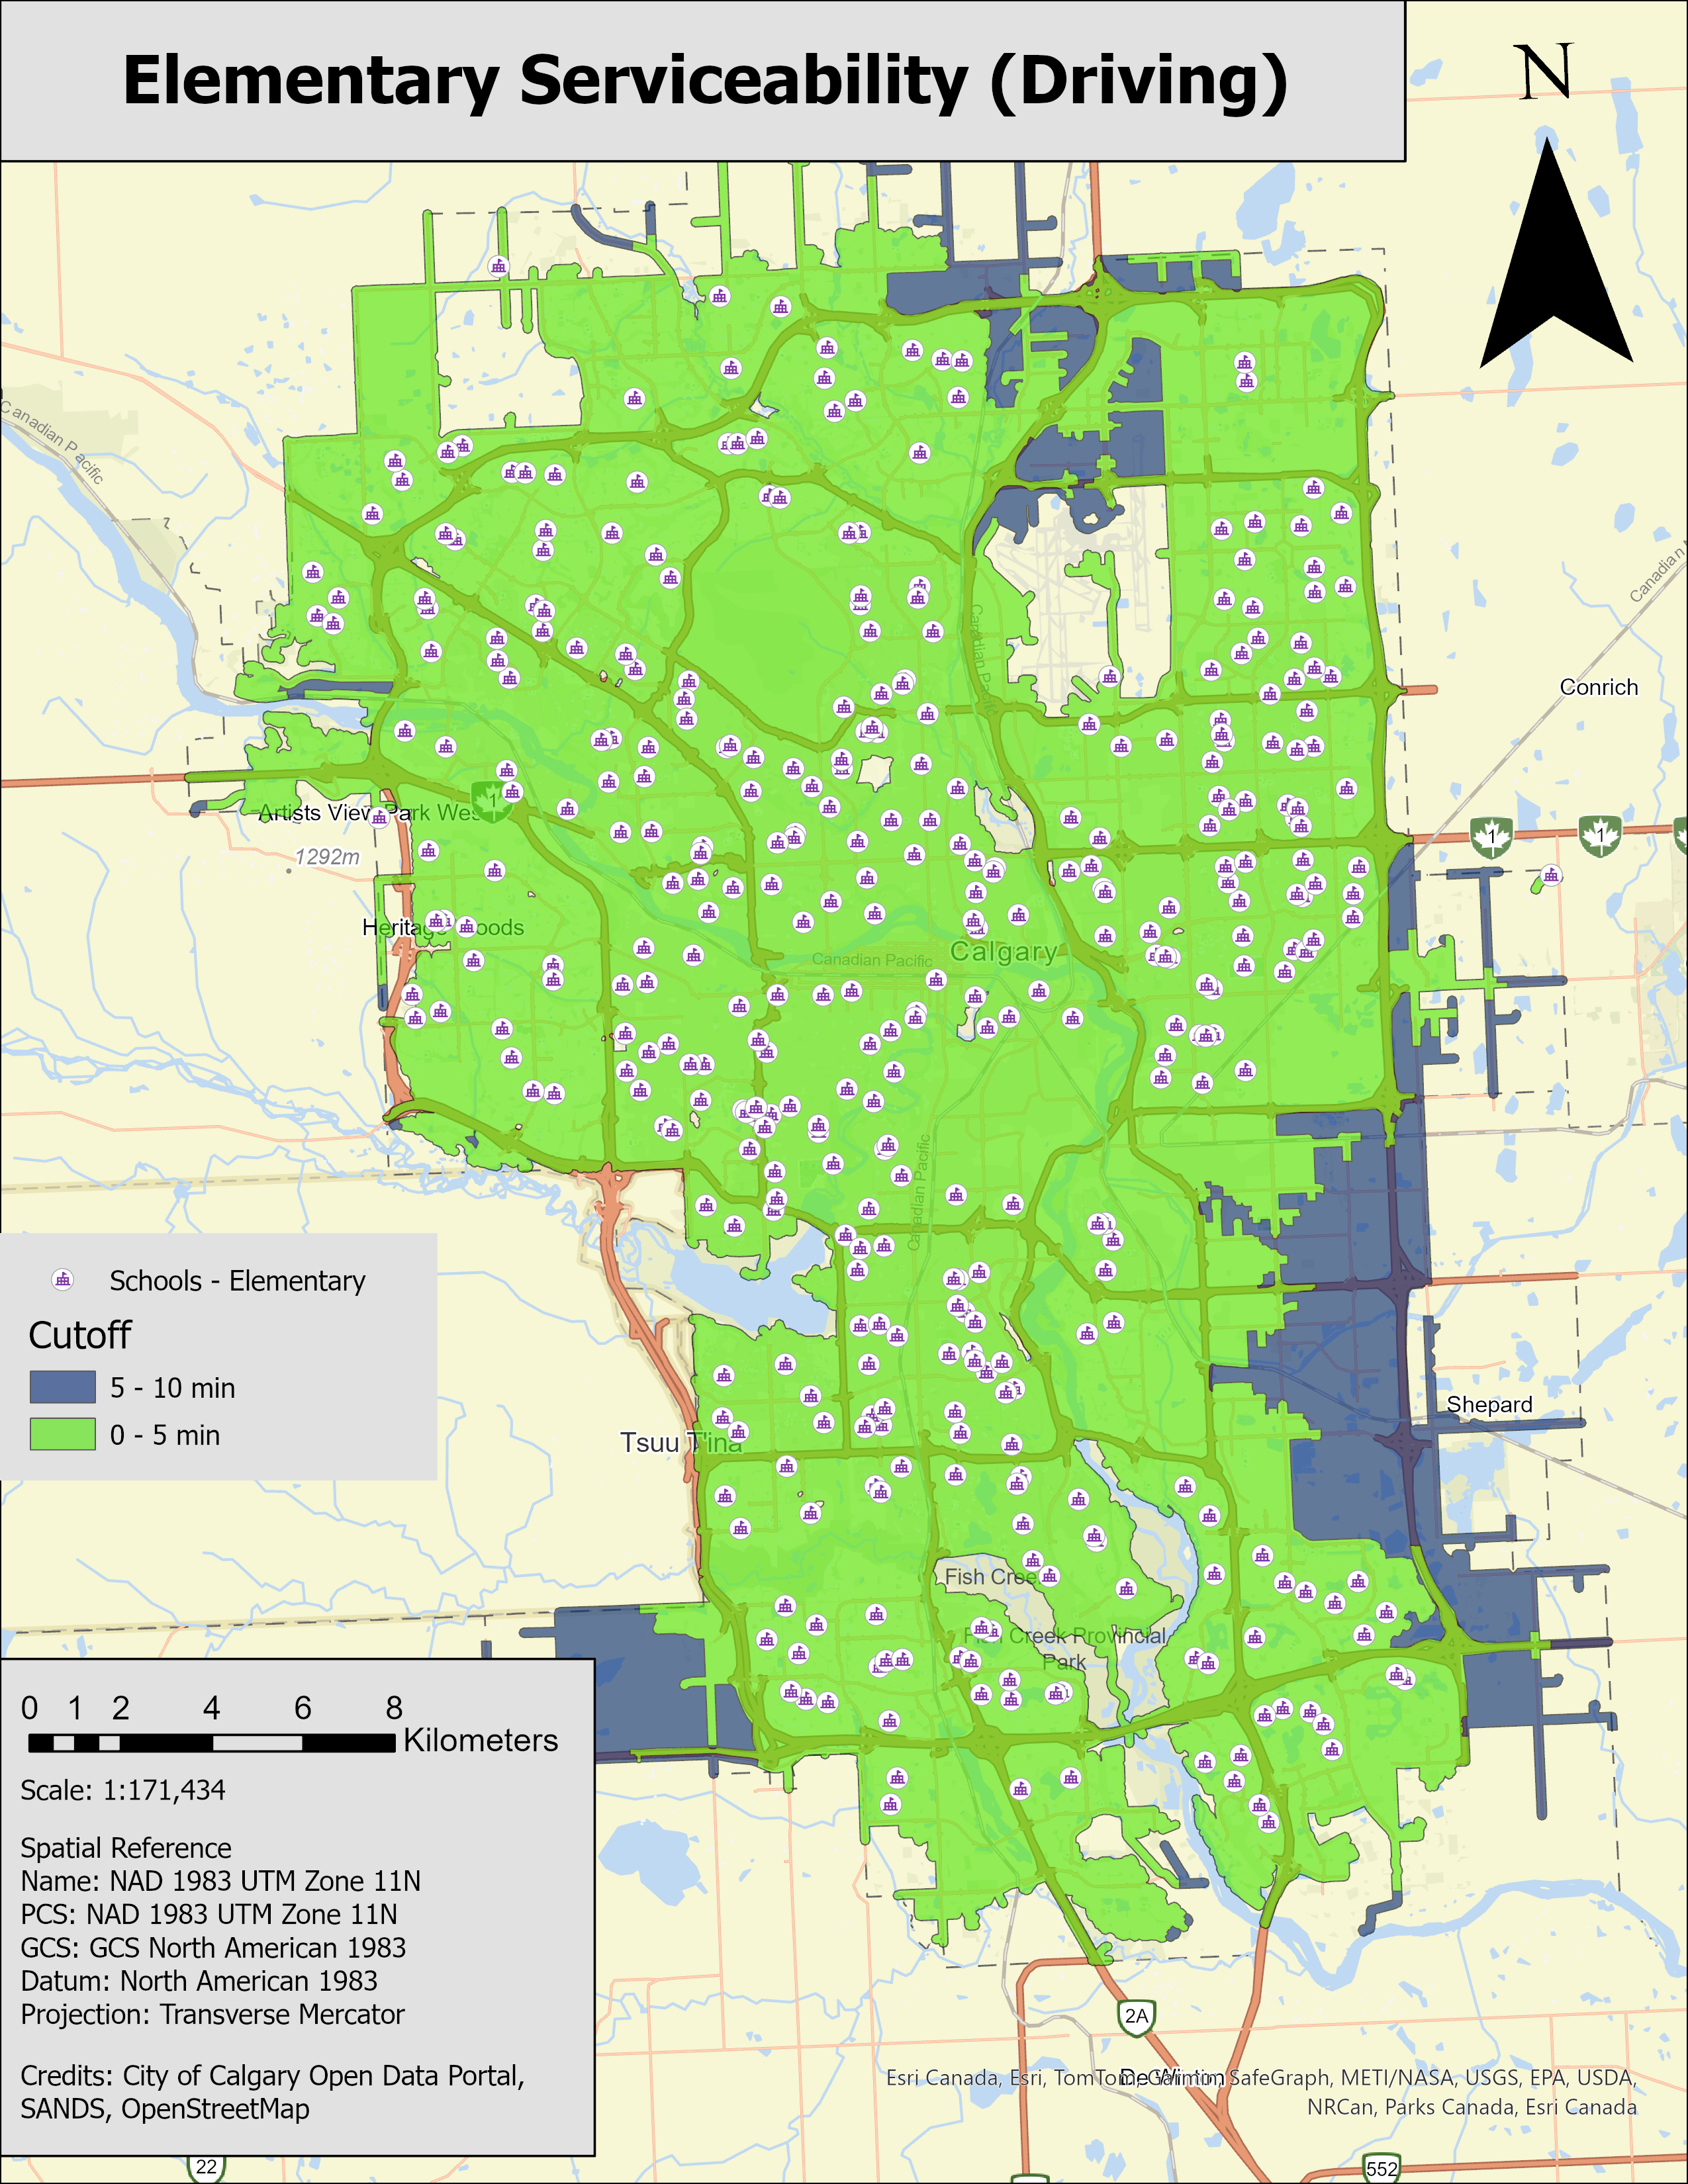 Elementary Serviceability (Driving)
N
Canadian Pacific
Canadian
Canadian Pacific
Conrich
1
Artists View Park West
1292m
1
1
Heritage Woods
Calgary
Canadian Pacific
Canadian Pacific
Schools - Elementary
Cutoff
5 - 10 min
0 - 5 min
Shepard
Tsuu T'ina
Fish Creek
Fish Creek Provincial
Park
0 1 2 4 6 8
Kilometers
Scale: 1:171,434
Spatial Reference
Name: NAD 1983 UTM Zone 11N
PCS: NAD 1983 UTM Zone 11N
GCS: GCS North American 1983
Datum: North American 1983
Projection: Transverse Mercator
Credits: City of Calgary Open Data Portal,
SANDS, OpenStreetMap
2A
De Winton
Esri Canada, Esri, TomTom, Garmin, SafeGraph, METI/NASA, USGS, EPA, USDA,
NRCan, Parks Canada, Esri Canada
22
552